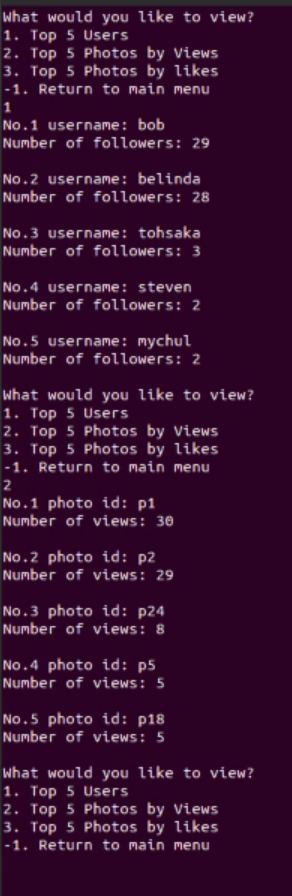 What would you like to view?
1. Top 5 Users
2. Top 5 Photos by Views
3. Top 5 Photos by likes
-1. Return to main menu
1
No.1 username: bob
Number of followers: 29
No.2 username: belinda
Number of followers: 28
No.3 username: tohsaka
Number of followers: 3
No.4 username: steven
Number of followers: 2
No.5 username: mychul
Number of followers: 2
What would you like to view?
1. Top 5 Users
2. Top 5 Photos by Views
3. Top 5 Photos by likes
-1. Return to main menu
2
No.1 photo id: p1
Number of views: 30
No.2 photo id: p2
Number of views: 29
No.3 photo id: p24
Number of views: 8
No.4 photo id: p5
Number of views: 5
No.5 photo id: p18
Number of views: 5
What would you like to view?
1. Top 5 Users
2. Top 5 Photos by Views
3. Top 5 Photos by likes
-1. Return to main menu